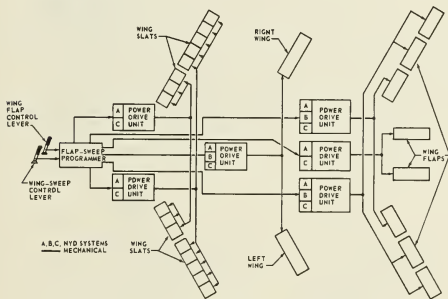 WING
SLATS
RIGHT
WING
WING
FLAP
CONTROL
LEVER
FLAP-SWEEP
PROGRAMMER
WING-SWEEP
CONTROL
LEVER
A
C
POWER
DRIVE
UNIT
A
B
C
POWER
DRIVE
UNIT
A
C
POWER
DRIVE
UNIT
A
B
C
POWER
DRIVE
UNIT
A
B
C
POWER
DRIVE
UNIT
A
B
C
POWER
DRIVE
UNIT
WING
FLAPS
A,B,C, NYD SYSTEMS
MECHANICAL
WING
SLATS
LEFT
WING